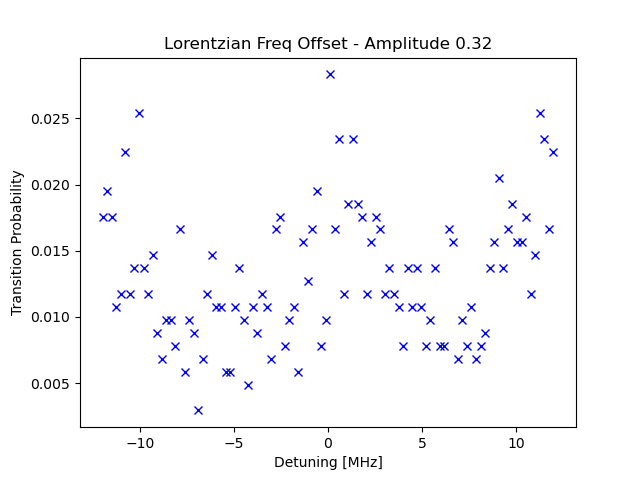 Lorentzian Freq Offset - Amplitude 0.32
Transition Probability
0.025
0.020
0.015
0.010
0.005
−10 −5 0 5 10
Detuning [MHz]